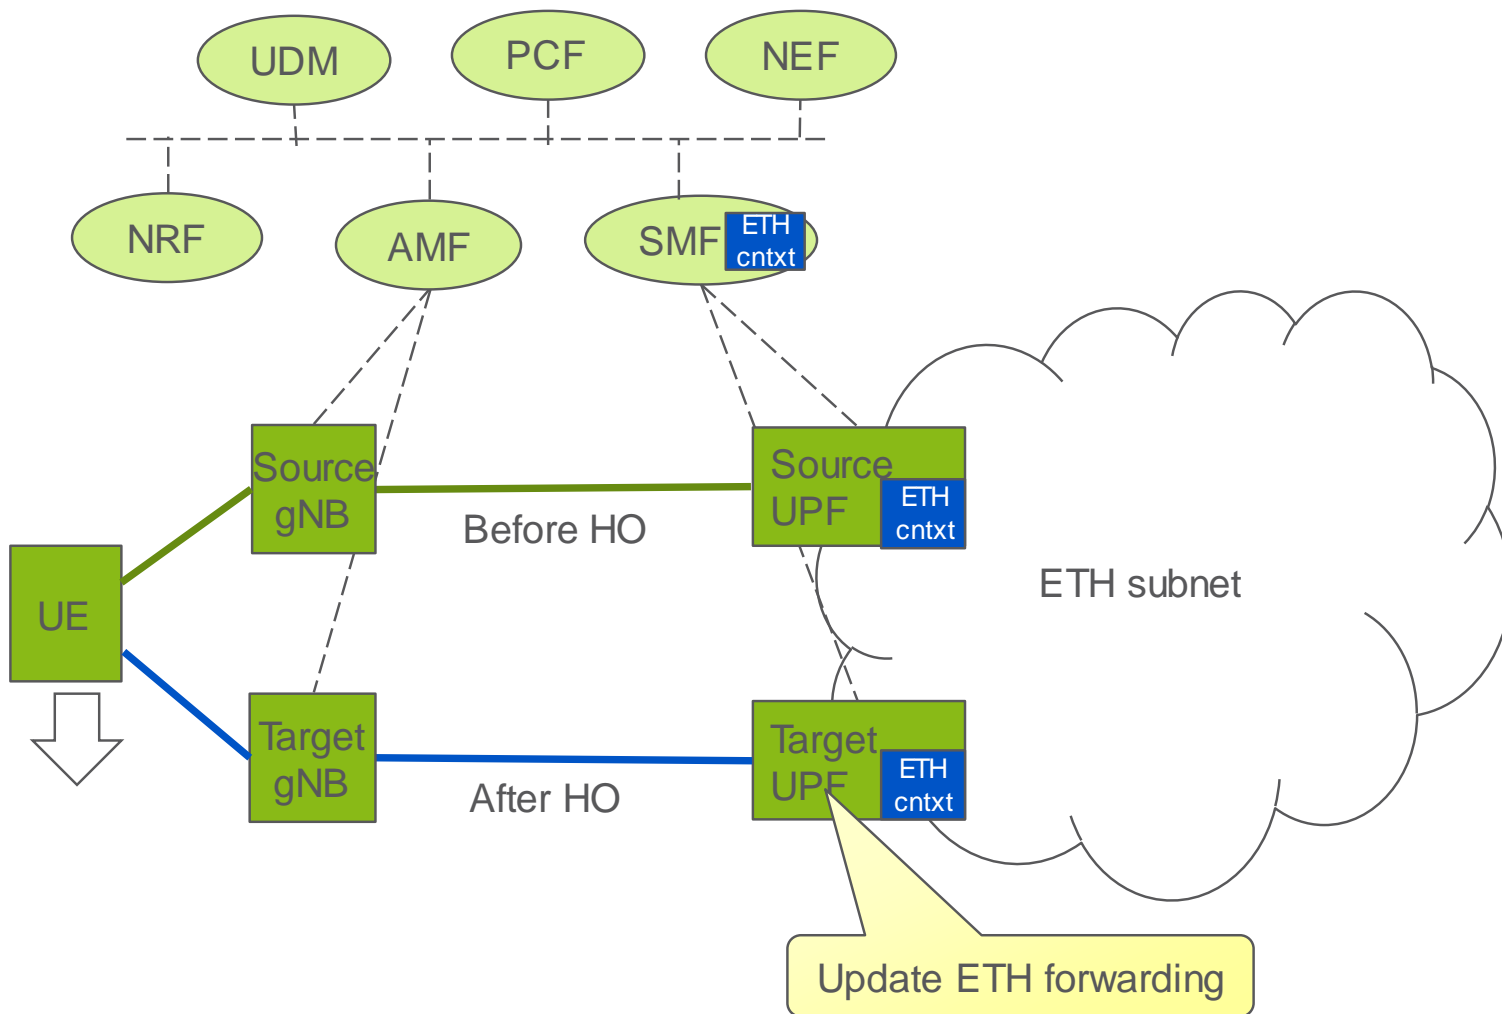 UDM
PCF
NEF
NRF
AMF
SMF
ETH
cntxt
Source
gNB
Before HO
Source
UPF
ETH
cntxt
ETH subnet
UE
Target
gNB
After HO
Target
UPF
ETH
cntxt
Update ETH forwarding